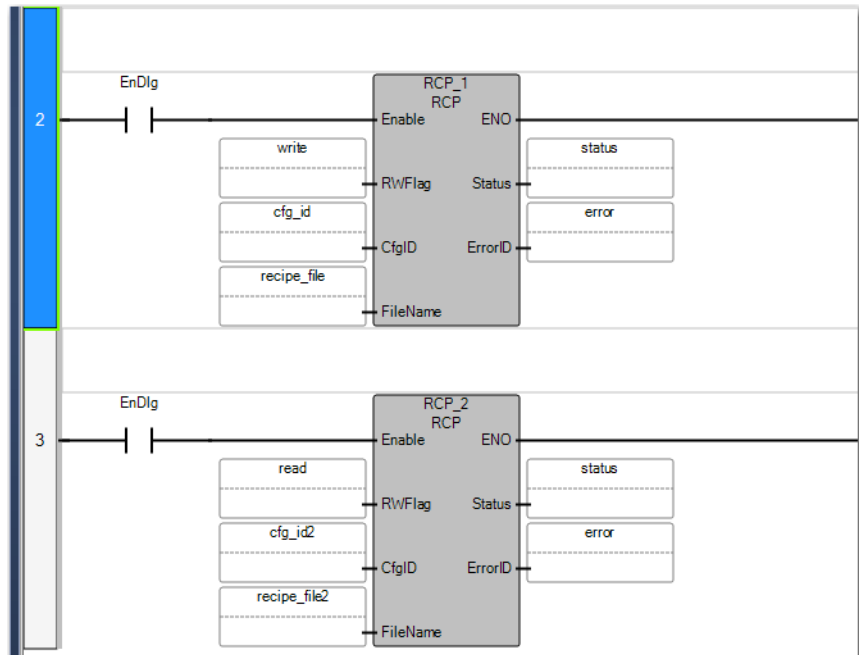 EnDlg
RCP_1
RCP
2
Enable ENO
write
status
RWFlag Status
cfg_id
error
CfgID ErrorID
recipe_file
FileName
EnDlg
RCP_2
RCP
3
Enable ENO
read
status
RWFlag Status
cfg_id2
error
CfgID ErrorID
recipe_file2
FileName